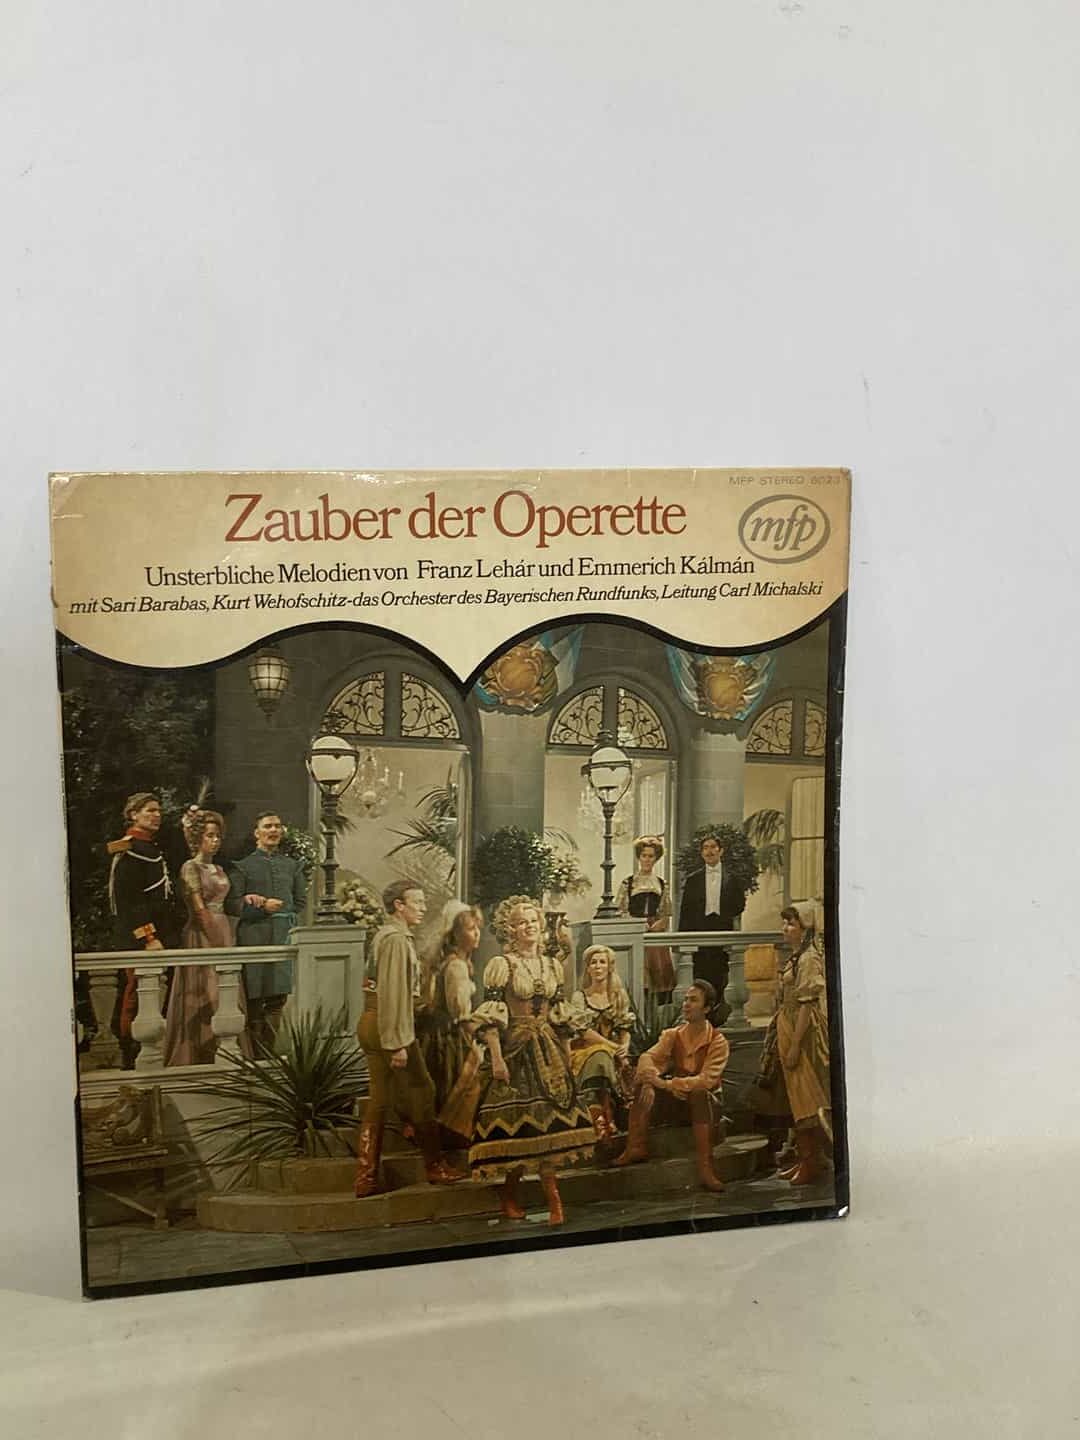 MFP STEREO 6023
Zauber der Operette
mfp
Unsterbliche Melodien von Franz Lehár und Emmerich Kálmán
mit Sari Barabas, Kurt Wehofschitz-das Orchester des Bayerischen Rundfunks, Leitung Carl Michalski